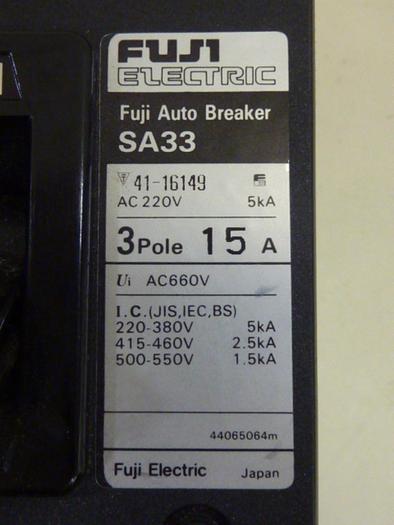 FUJI
ELECTRIC
Fuji Auto Breaker
SA33
41-16149
AC 220V 5kA
3Pole 15 A
Ui AC660V
I.C.(JIS,IEC,BS)
220-380V 5kA
415-460V 2.5kA
500-550V 1.5kA
44065064m
Fuji Electric Japan